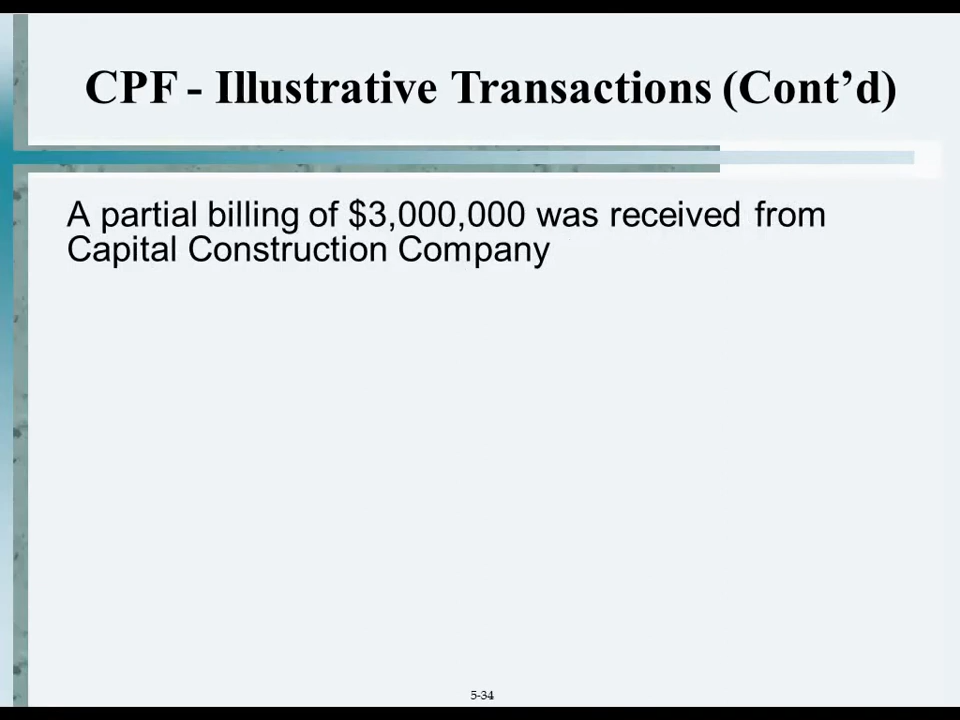 CPF - Illustrative Transactions (Cont’d)
A partial billing of $3,000,000 was received from
Capital Construction Company
5-34